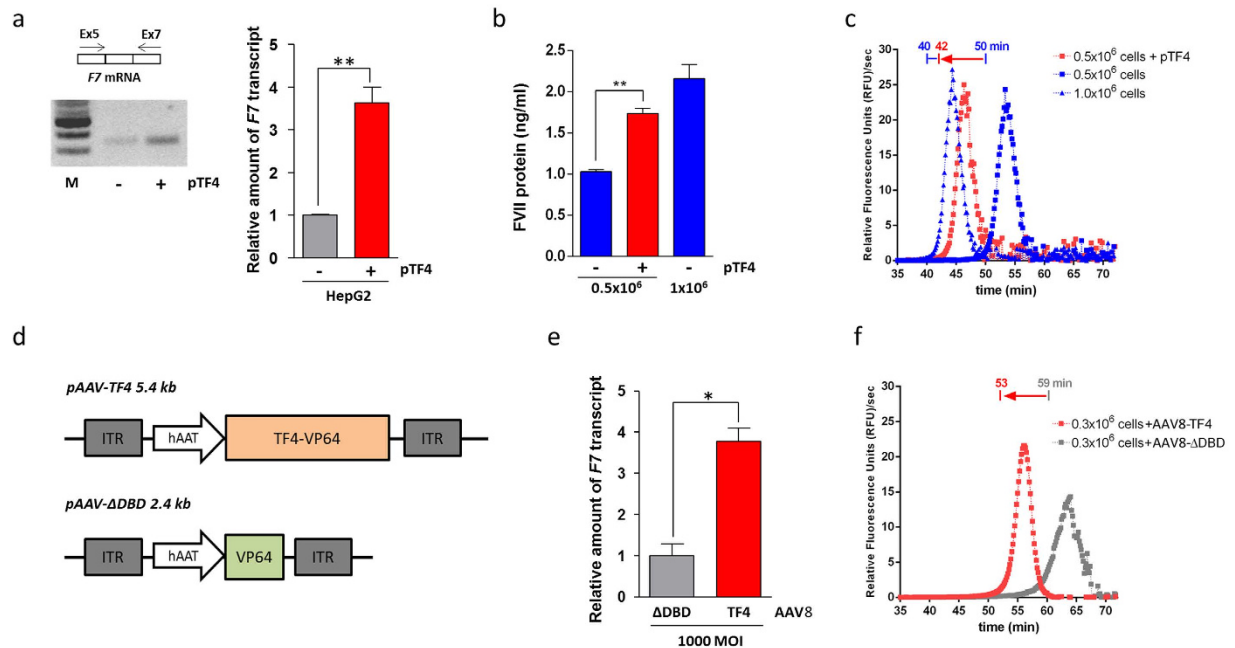 a
Ex5 Ex7
F7 mRNA
M - + pTF4
Relative amount of F7 transcript
5
4
3
2
1
0
**
- + pTF4
HepG2
b
FVII protein (ng/ml)
2.5
2.0
1.5
1.0
0.5
0.0
**
- + - pTF4
0.5x10⁶ 1x10⁶
c
Relative Fluorescence Units (RFU)/sec
35
30
25
20
15
10
5
0
40 42 50 min
0.5x10⁶ cells + pTF4
0.5x10⁶ cells
1.0x10⁶ cells
35 40 45 50 55 60 65 70
time (min)
d
pAAV-TF4 5.4 kb
ITR hAAT TF4-VP64 ITR
pAAV-ΔDBD 2.4 kb
ITR hAAT VP64 ITR
e
Relative amount of F7 transcript
5
4
3
2
1
0
*
ΔDBD TF4 AAV8
1000 MOI
f
Relative Fluorescence Units (RFU)/sec
35
30
25
20
15
10
5
0
53 59 min
0.3x10⁶ cells+AAV8-TF4
0.3x10⁶ cells+AAV8-ΔDBD
35 40 45 50 55 60 65 70
time (min)